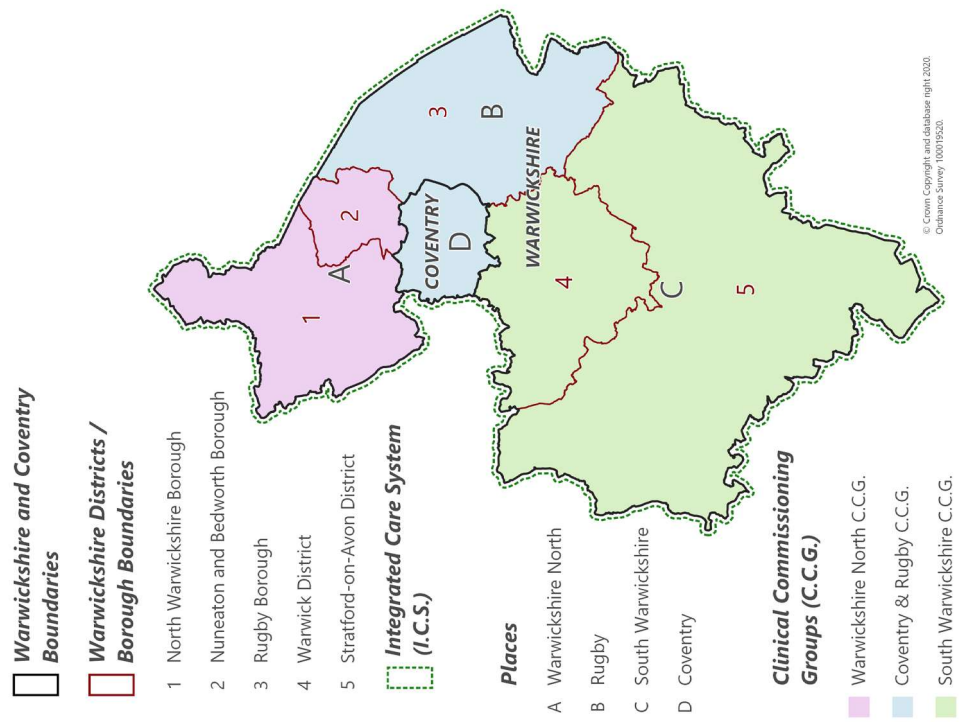 Warwickshire and Coventry
Boundaries
Warwickshire Districts /
Borough Boundaries
1 North Warwickshire Borough
2 Nuneaton and Bedworth Borough
3 Rugby Borough
4 Warwick District
5 Stratford-on-Avon District
Integrated Care System
(I.C.S.)
Places
A Warwickshire North
B Rugby
C South Warwickshire
D Coventry
Clinical Commissioning
Groups (C.C.G.)
Warwickshire North C.C.G.
Coventry & Rugby C.C.G.
South Warwickshire C.C.G.
1
A
2
3
B
COVENTRY
D
WARWICKSHIRE
4
C
5
© Crown Copyright and database right 2020.
Ordnance Survey 100019520.